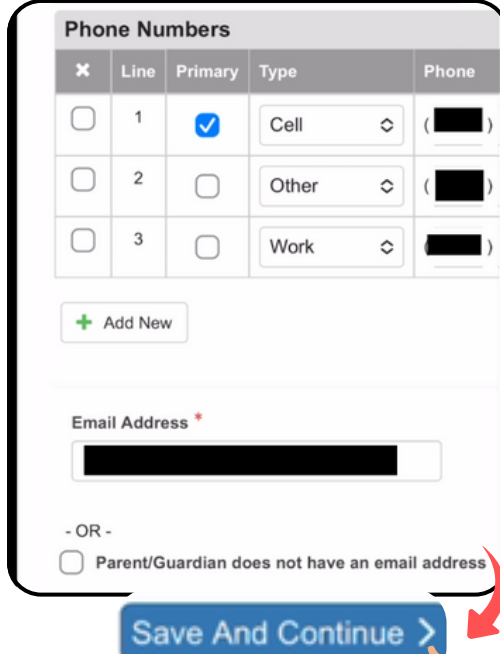 Phone Numbers
✖ Line Primary Type Phone
1 Cell ( )
2 Other ( )
3 Work ( )
+ Add New
Email Address *
- OR -
Parent/Guardian does not have an email address
Save And Continue >